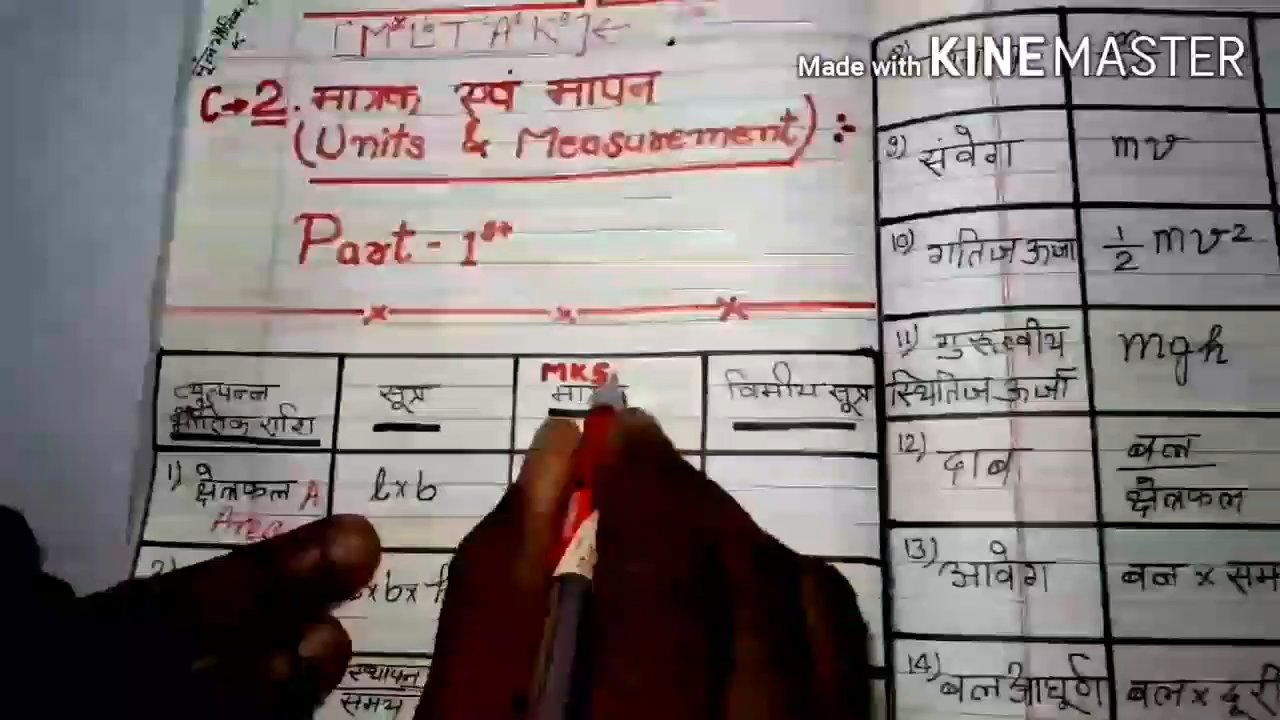 [M L T A K] ←
Made with KINEMASTER
C→2. मात्रक एवं मापन
(Units & Measurement) :-
Part - 1st
व्युत्पन्न भौतिक राशि
सूत्र
MKS
विमीय सूत्र
1) क्षेत्रफल A
Area
l×b
2)
×b×
विस्थापन
समय
9) संवेग
mv
10) गतिज ऊर्जा
1/2 mv²
11) गुरुत्वीय
स्थितिज ऊर्जा
mgh
12) दाब
बल
क्षेत्रफल
13) आवेग
बल × सम
14) बल आघूर्ण
बल × दूरी